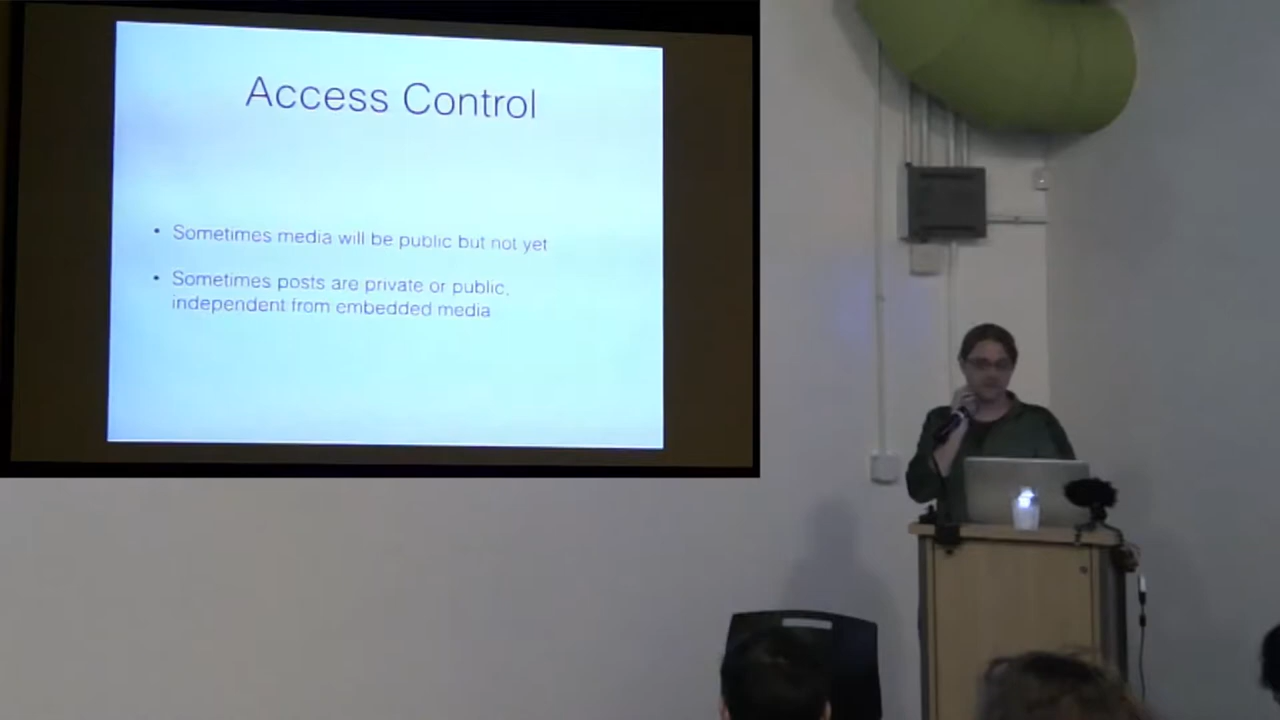 Access Control
• Sometimes media will be public but not yet
• Sometimes posts are private or public,
independent from embedded media